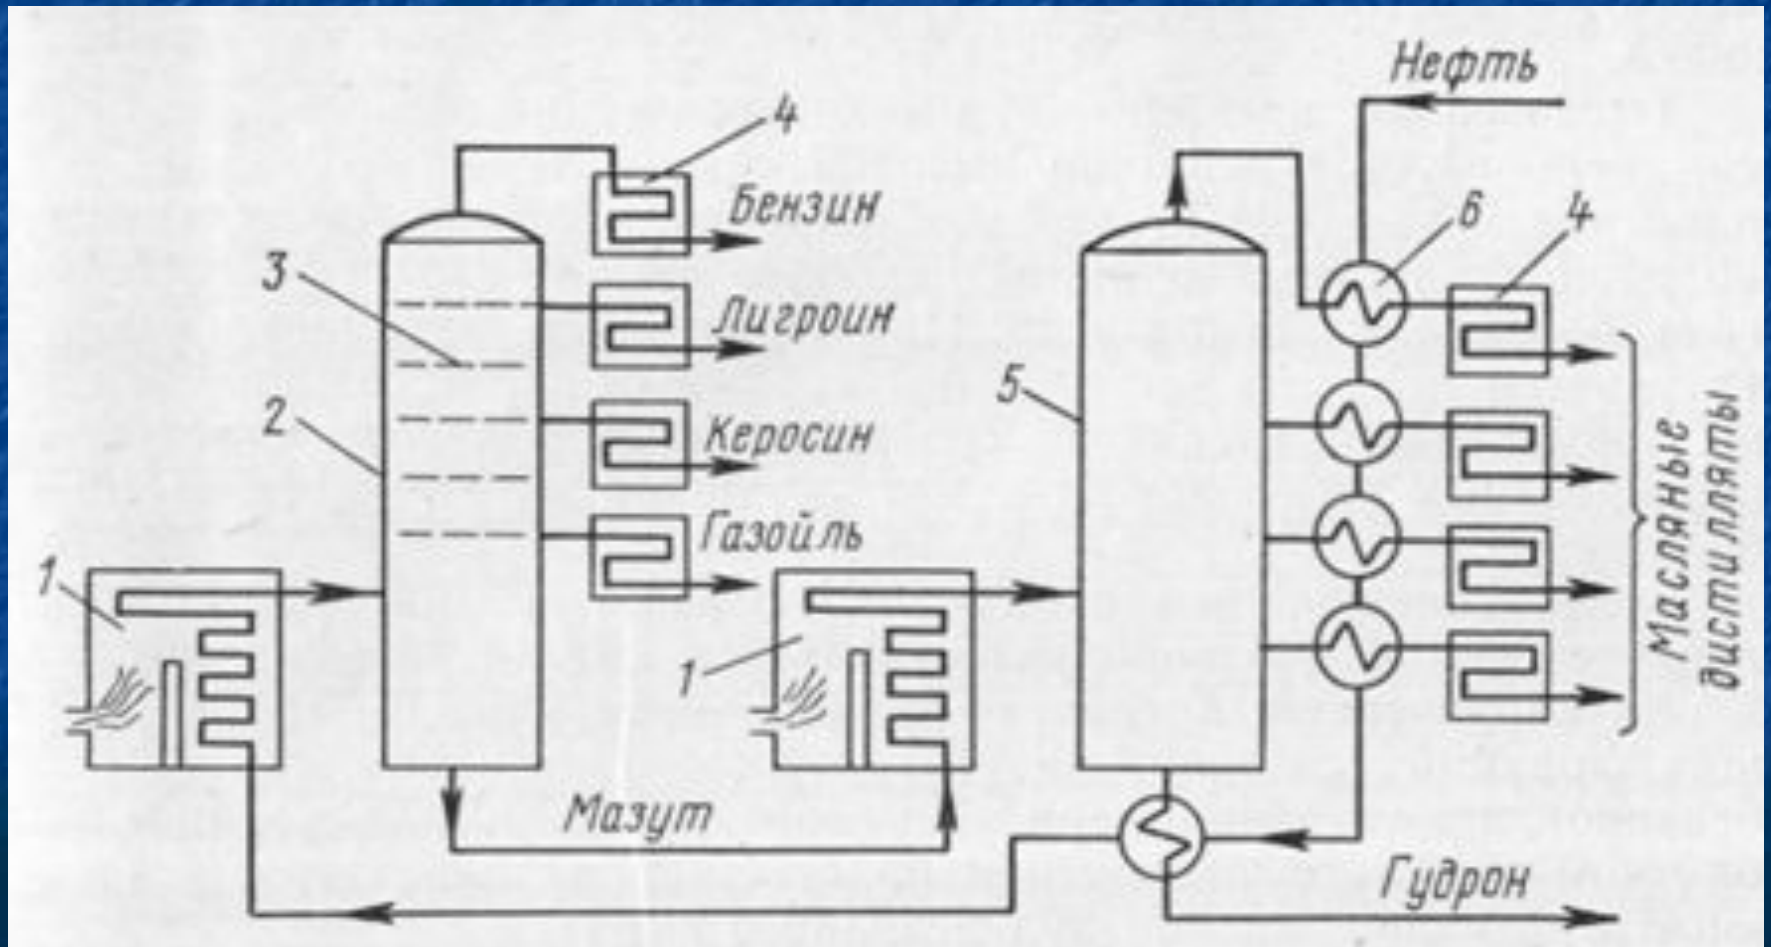 Нефть
4
Бензин
6
4
3
Лигроин
5
2
Керосин
Газойль
1
1
Масляные
дистилляты
Мазут
Гудрон